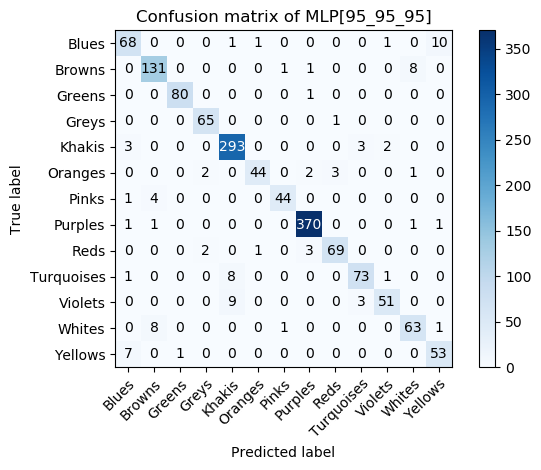 Confusion matrix of MLP[95_95_95]
Blues 68 0 0 0 1 1 0 0 0 0 1 0 10
Browns 0 131 0 0 0 0 1 1 0 0 0 8 0
Greens 0 0 80 0 0 0 0 1 0 0 0 0 0
Greys 0 0 0 65 0 0 0 0 1 0 0 0 0
Khakis 3 0 0 0 293 0 0 0 0 3 2 0 0
Oranges 0 0 0 2 0 44 0 2 3 0 0 1 0
Pinks 1 4 0 0 0 0 44 0 0 0 0 0 0
Purples 1 1 0 0 0 0 0 370 0 0 0 1 1
Reds 0 0 0 2 0 1 0 3 69 0 0 0 0
Turquoises 1 0 0 0 8 0 0 0 0 73 1 0 0
Violets 0 0 0 0 9 0 0 0 0 3 51 0 0
Whites 0 8 0 0 0 0 1 0 0 0 0 63 1
Yellows 7 0 1 0 0 0 0 0 0 0 0 0 53
True label
Blues Browns Greens Greys Khakis Oranges Pinks Purples Reds Turquoises Violets Whites Yellows
Predicted label
350
300
250
200
150
100
50
0